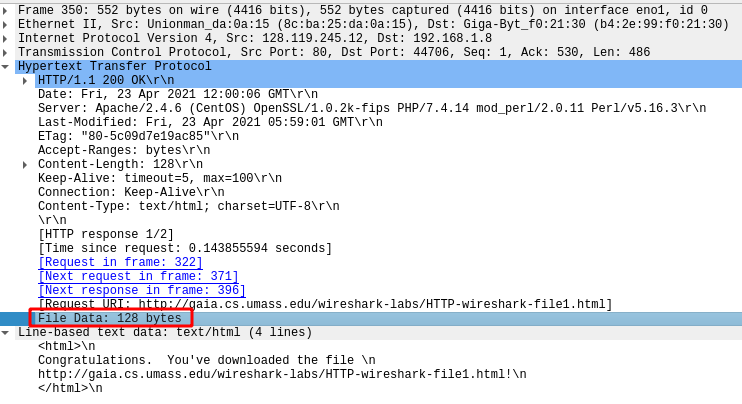 Frame 350: 552 bytes on wire (4416 bits), 552 bytes captured (4416 bits) on interface eno1, id 0
Ethernet II, Src: Unionman_da:0a:15 (8c:ba:25:da:0a:15), Dst: Giga-Byt_f0:21:30 (b4:2e:99:f0:21:30)
Internet Protocol Version 4, Src: 128.119.245.12, Dst: 192.168.1.8
Transmission Control Protocol, Src Port: 80, Dst Port: 44706, Seq: 1, Ack: 530, Len: 486
Hypertext Transfer Protocol
HTTP/1.1 200 OK\r\n
Date: Fri, 23 Apr 2021 12:00:06 GMT\r\n
Server: Apache/2.4.6 (CentOS) OpenSSL/1.0.2k-fips PHP/7.4.14 mod_perl/2.0.11 Perl/v5.16.3\r\n
Last-Modified: Fri, 23 Apr 2021 05:59:01 GMT\r\n
ETag: "80-5c09d7e19ac85"\r\n
Accept-Ranges: bytes\r\n
Content-Length: 128\r\n
Keep-Alive: timeout=5, max=100\r\n
Connection: Keep-Alive\r\n
Content-Type: text/html; charset=UTF-8\r\n
\r\n
[HTTP response 1/2]
[Time since request: 0.143855594 seconds]
[Request in frame: 322]
[Next request in frame: 371]
[Next response in frame: 396]
[Request URI: http://gaia.cs.umass.edu/wireshark-labs/HTTP-wireshark-file1.html]
File Data: 128 bytes
Line-based text data: text/html (4 lines)
<html>\n
Congratulations.  You've downloaded the file \n
http://gaia.cs.umass.edu/wireshark-labs/HTTP-wireshark-file1.html!\n
</html>\n